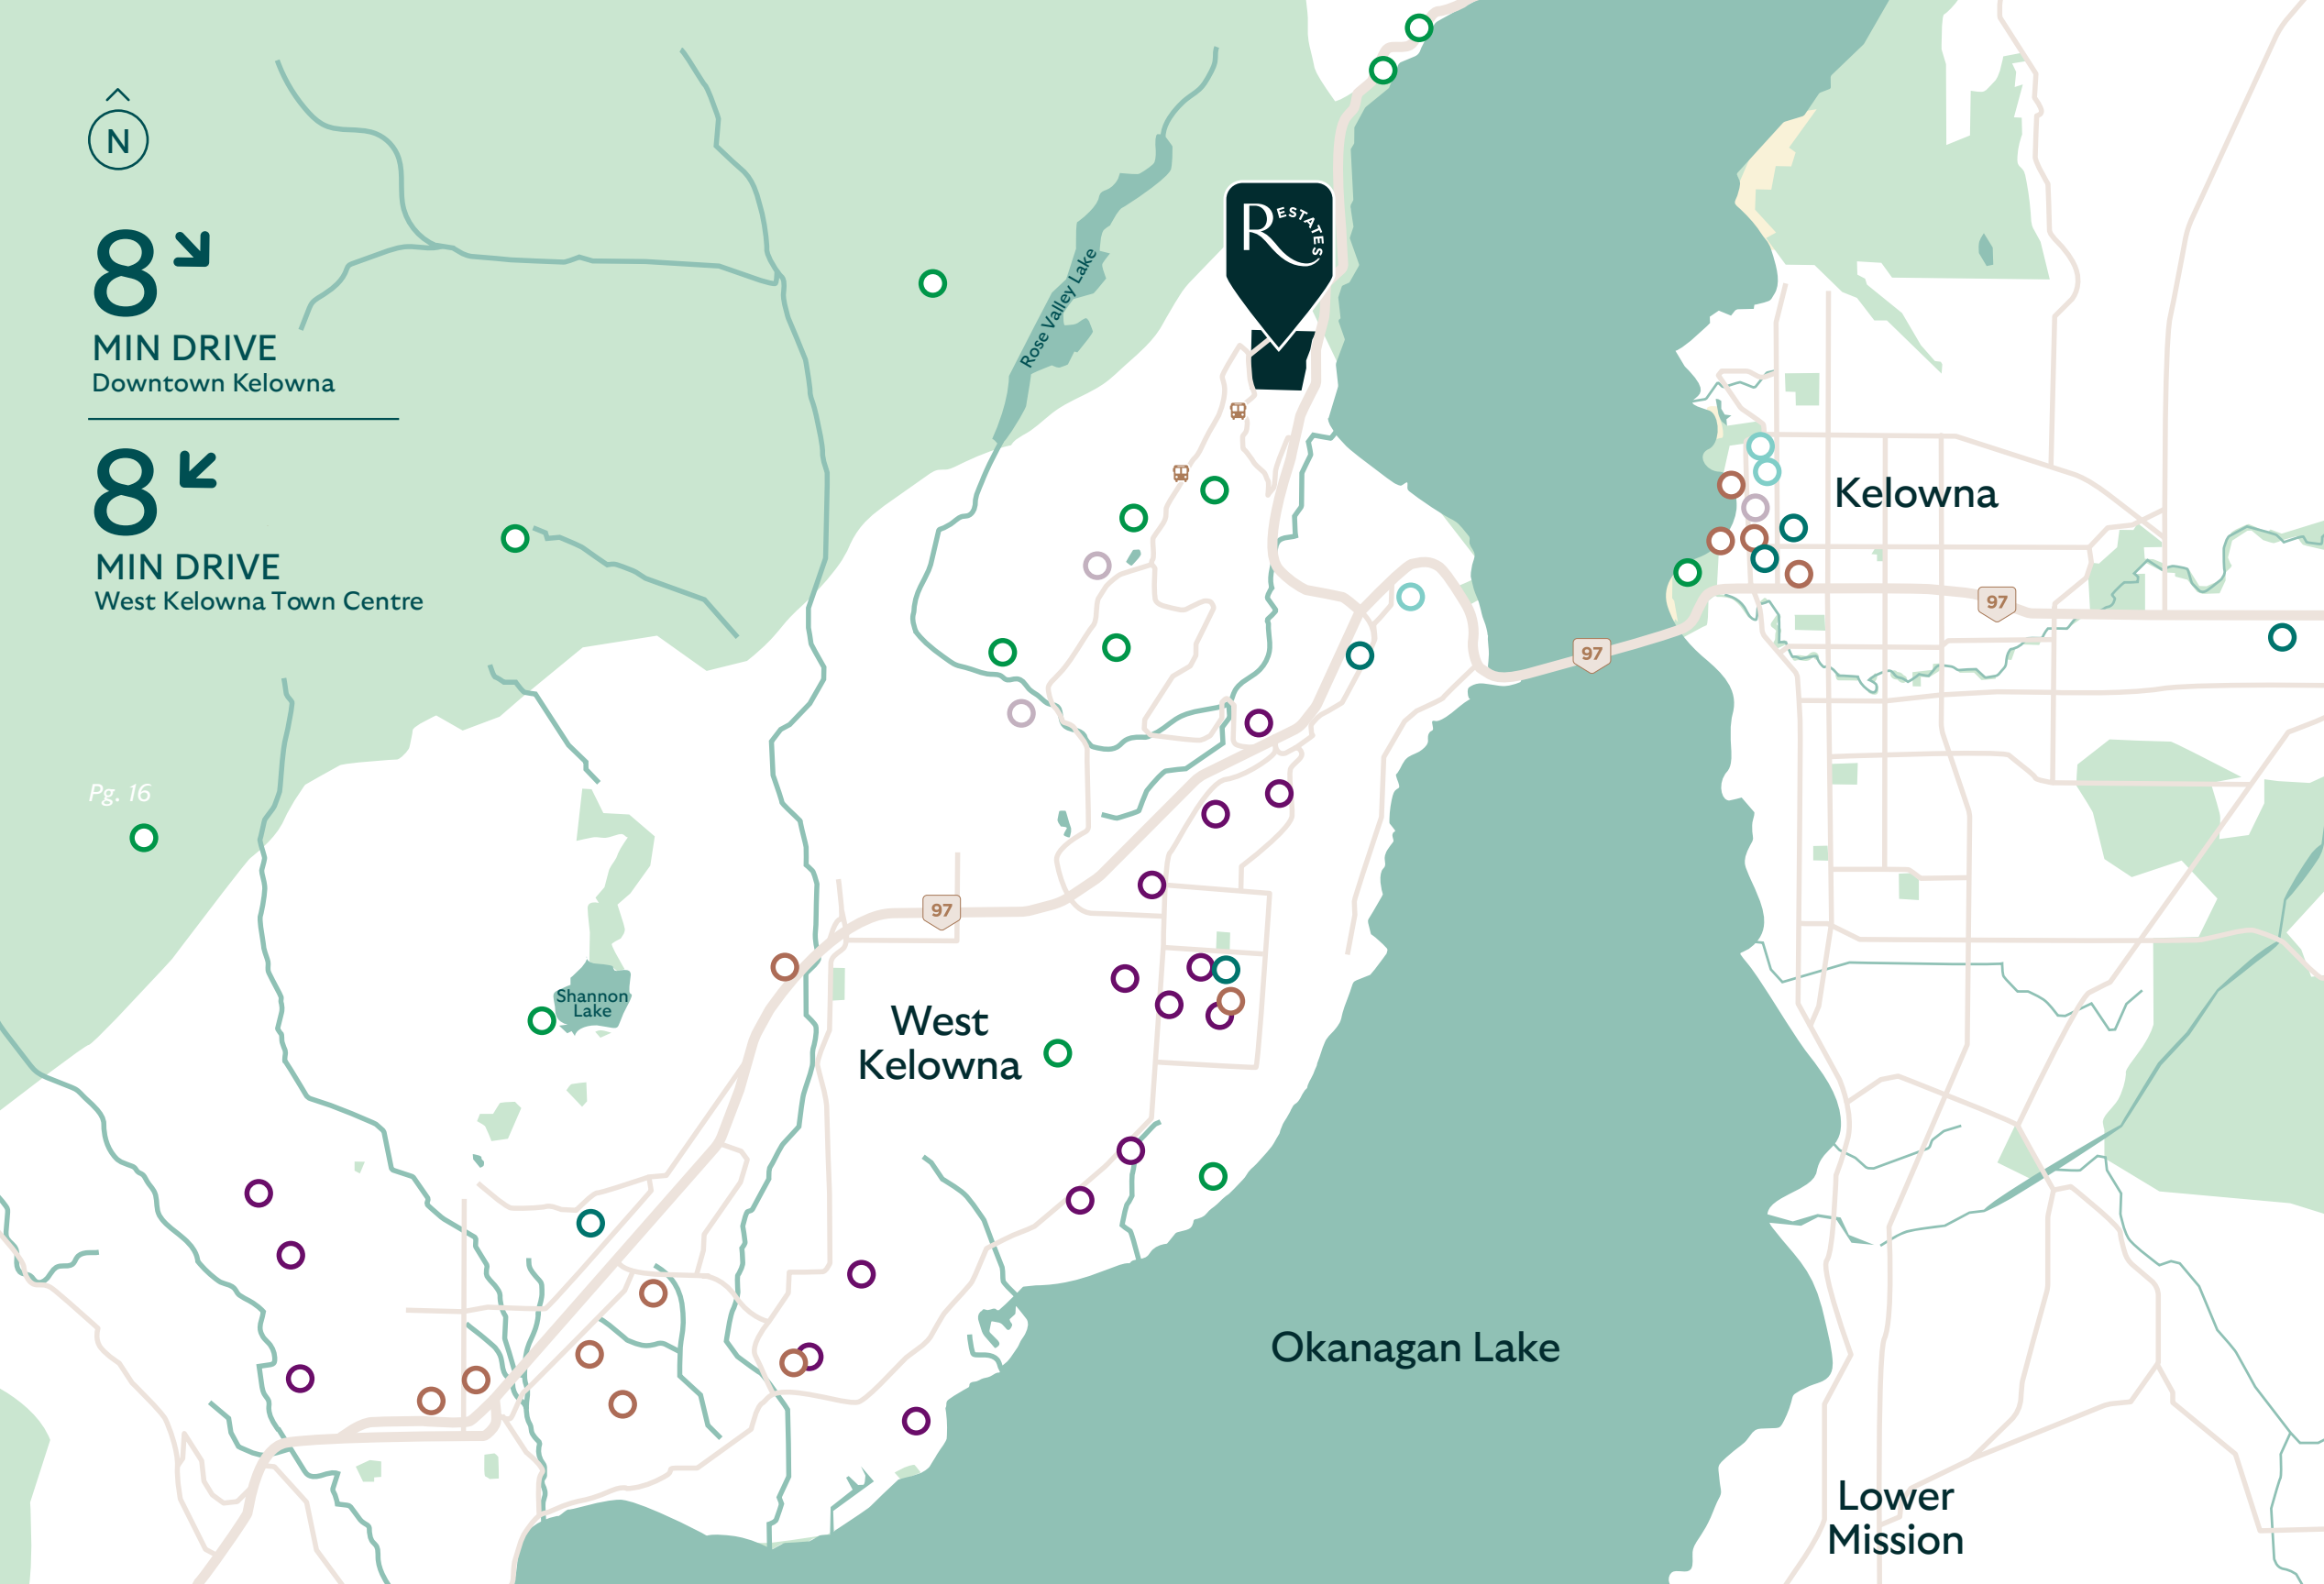 N
8
MIN DRIVE
Downtown Kelowna
8
MIN DRIVE
West Kelowna Town Centre
Pg. 16
R ESTATES
Rose Valley Lake
Kelowna
97
97
97
Shannon
Lake
West
Kelowna
Okanagan Lake
Lower
Mission